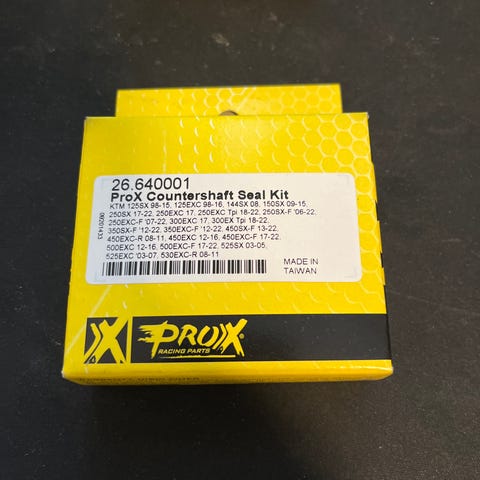 26.640001
ProX Countershaft Seal Kit
KTM 125SX 98-15, 125EXC 98-16, 144SX 08, 150SX 09-15,
250SX 17-22, 250EXC 17, 250EXC Tpi 18-22, 250SX-F '06-22,
250EXC-F '07-22, 300EXC 17, 300EX Tpi 18-22,
350SX-F '12-22, 350EXC-F '12-22, 450SX-F 13-22,
450EXC-R 08-11, 450EXC 12-16, 450EXC-F 17-22,
500EXC 12-16, 500EXC-F 17-22, 525SX 03-05,
525EXC '03-07, 530EXC-R 08-11
00201433
MADE IN
TAIWAN
PROX
RACING PARTS